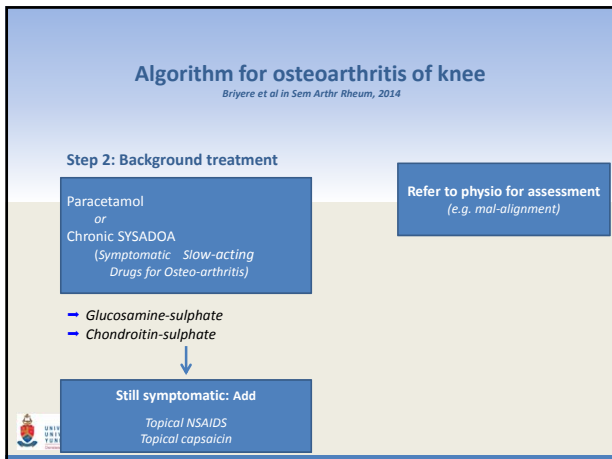 Algorithm for osteoarthritis of knee
Briyere et al in Sem Arthr Rheum, 2014
Step 2: Background treatment
Paracetamol
or
Chronic SYSADOA
(Symptomatic Slow-acting
Drugs for Osteo-arthritis)
➡ Glucosamine-sulphate
➡ Chondroitin-sulphate
Still symptomatic: Add
Topical NSAIDS
Topical capsaicin
Refer to physio for assessment
(e.g. mal-alignment)